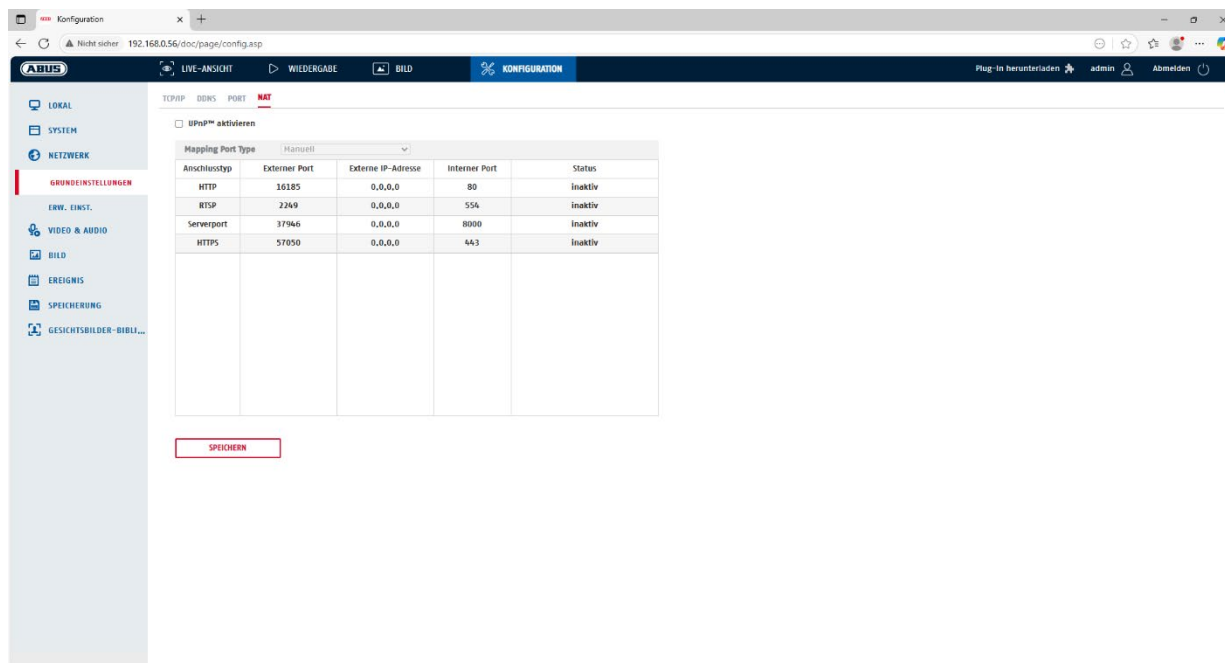 Konfiguration
Nicht sicher 192.168.0.56/doc/page/config.asp
ABUS LIVE-ANSICHT WIEDERGABE BILD KONFIGURATION Plug-in herunterladen admin Abmelden
LOKAL
SYSTEM
NETZWERK
GRUNDEINSTELLUNGEN
ERW. EINST.
VIDEO & AUDIO
BILD
EREIGNIS
SPEICHERUNG
GESICHTSBILDER-BIBLI...
TCP/IP DDNS PORT NAT
UPnP™ aktivieren
Mapping Port Type Manuell
Anschlusstyp Externer Port Externe IP-Adresse Interner Port Status
HTTP 16185 0.0.0.0 80 inaktiv
RTSP 2249 0.0.0.0 554 inaktiv
Serverport 37946 0.0.0.0 8000 inaktiv
HTTPS 57050 0.0.0.0 443 inaktiv
SPEICHERN